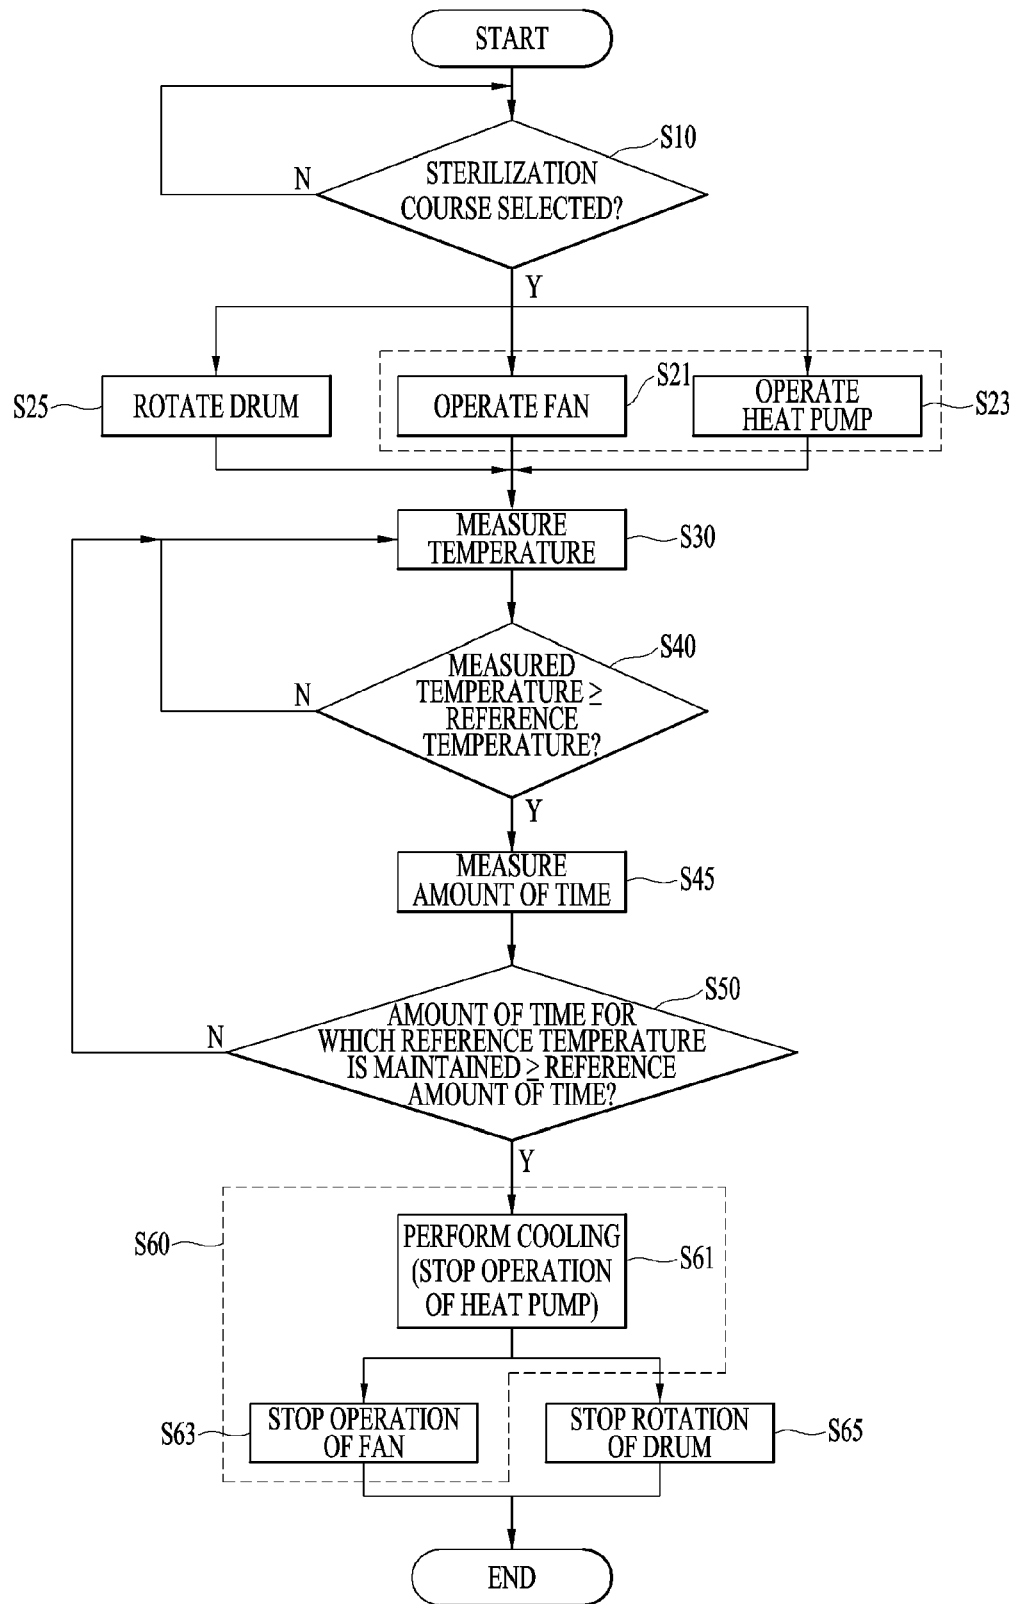 START
S10
STERILIZATION
COURSE SELECTED?
N
Y
S25
ROTATE DRUM
S21
OPERATE FAN
OPERATE
HEAT PUMP
S23
MEASURE
TEMPERATURE
S30
S40
MEASURED
TEMPERATURE ≥
REFERENCE
TEMPERATURE?
N
Y
MEASURE
AMOUNT OF TIME
S45
S50
AMOUNT OF TIME FOR
WHICH REFERENCE TEMPERATURE
IS MAINTAINED ≥ REFERENCE
AMOUNT OF TIME?
N
Y
S60
PERFORM COOLING
(STOP OPERATION
OF HEAT PUMP)
S61
S63
STOP OPERATION
OF FAN
STOP ROTATION
OF DRUM
S65
END